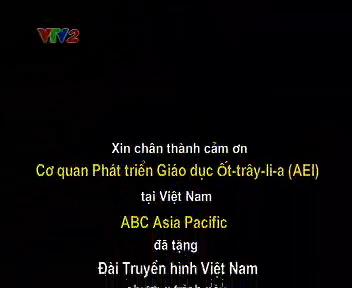 VTV2
Xin chân thành cảm ơn
Cơ quan Phát triển Giáo dục Ốt-trây-li-a (AEI)
tại Việt Nam
ABC Asia Pacific
đã tặng
Đài Truyền hình Việt Nam